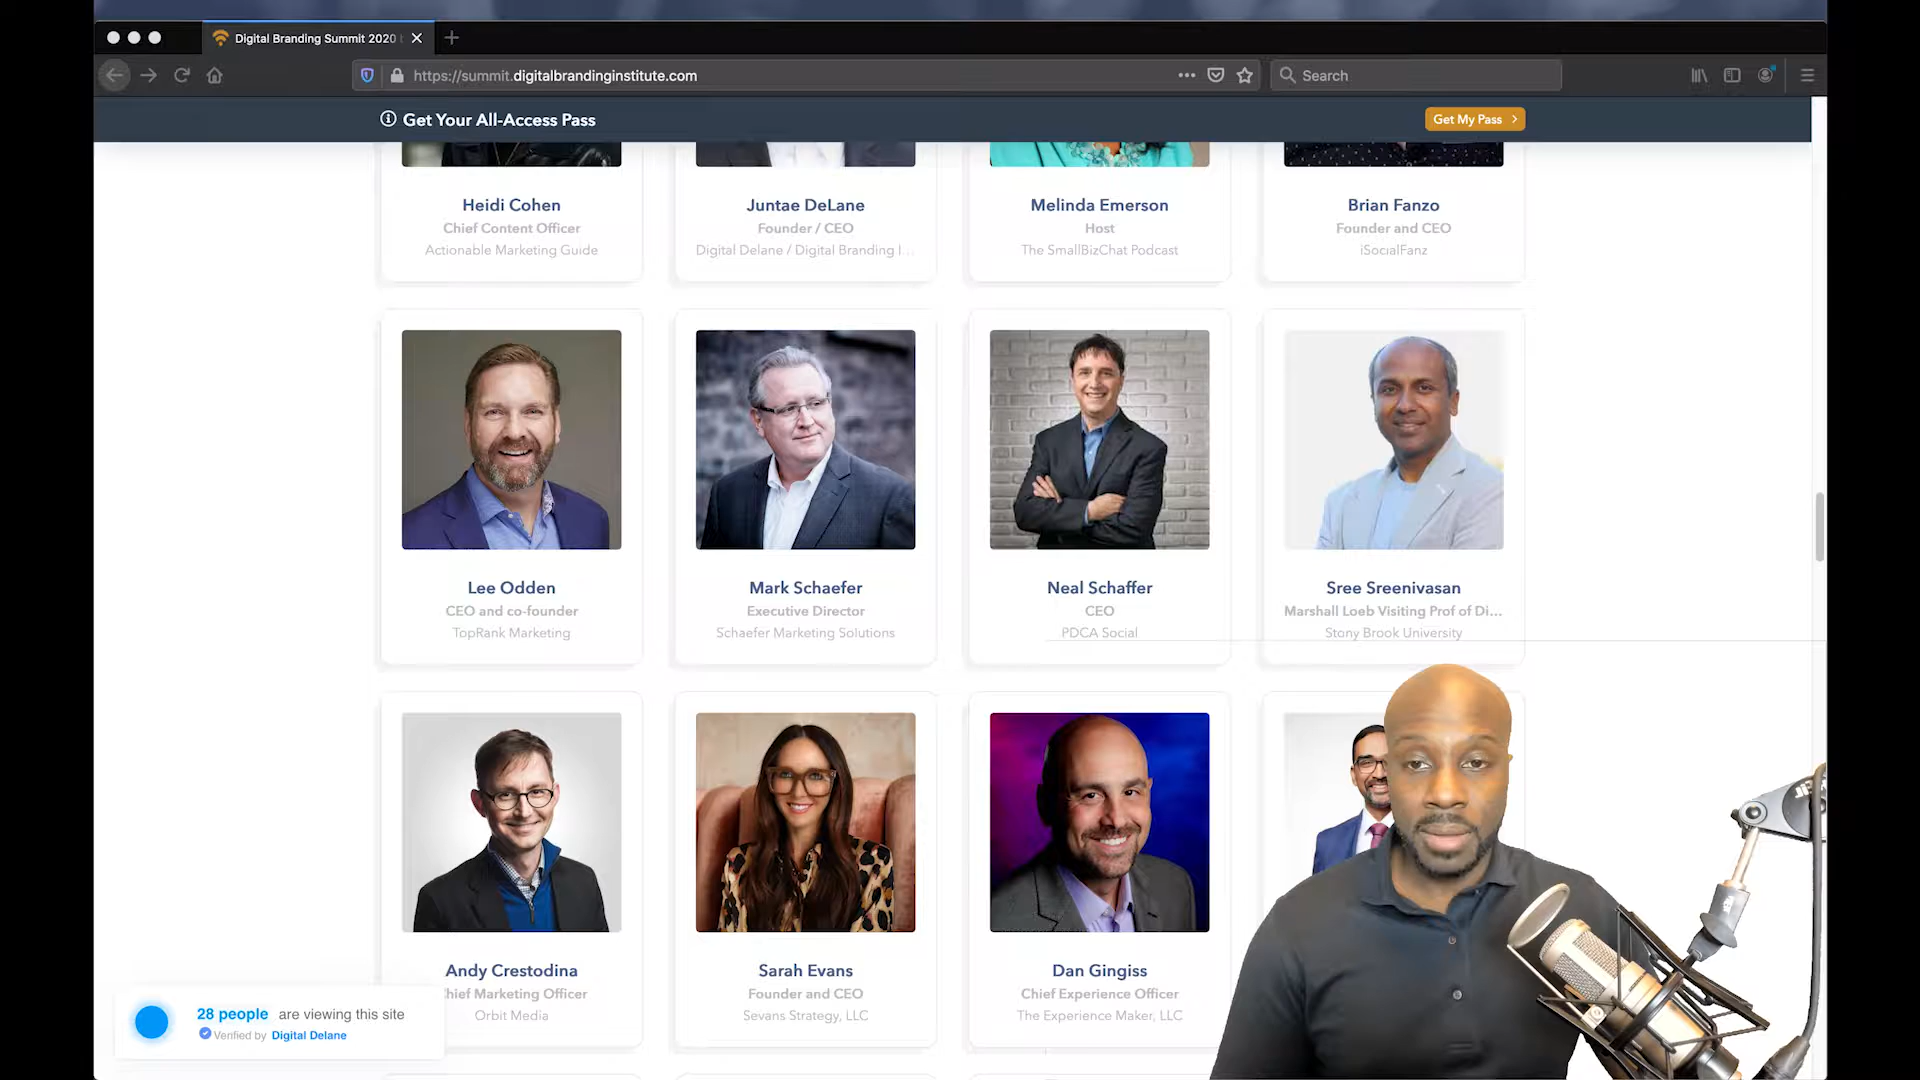 Digital Branding Summit 2020
https://summit.digitalbrandinginstitute.com
Search
Get Your All-Access Pass
Get My Pass
Heidi Cohen
Chief Content Officer
Actionable Marketing Guide
Juntae DeLane
Founder / CEO
Digital Delane / Digital Branding I...
Melinda Emerson
Host
The SmallBizChat Podcast
Brian Fanzo
Founder and CEO
iSocialFanz
Lee Odden
CEO and co-founder
TopRank Marketing
Mark Schaefer
Executive Director
Schaefer Marketing Solutions
Neal Schaffer
CEO
PDCA Social
Sree Sreenivasan
Marshall Loeb Visiting Prof of Di...
Stony Brook University
Andy Crestodina
hief Marketing Officer
Orbit Media
Sarah Evans
Founder and CEO
Sevans Strategy, LLC
Dan Gingiss
Chief Experience Officer
The Experience Maker, LLC
28 people are viewing this site
Verified by Digital Delane